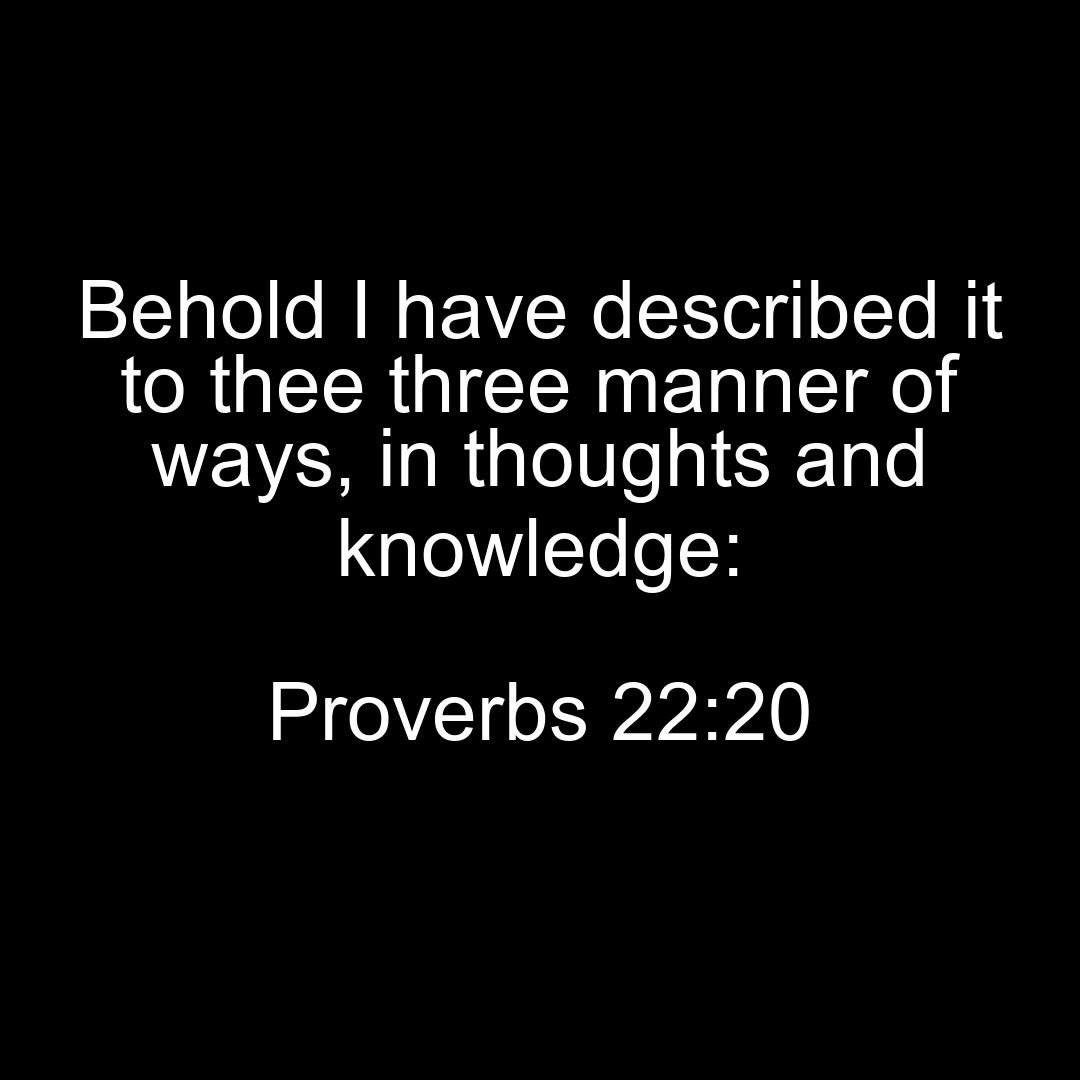 Behold I have described it
to thee three manner of
ways, in thoughts and
knowledge:
Proverbs 22:20